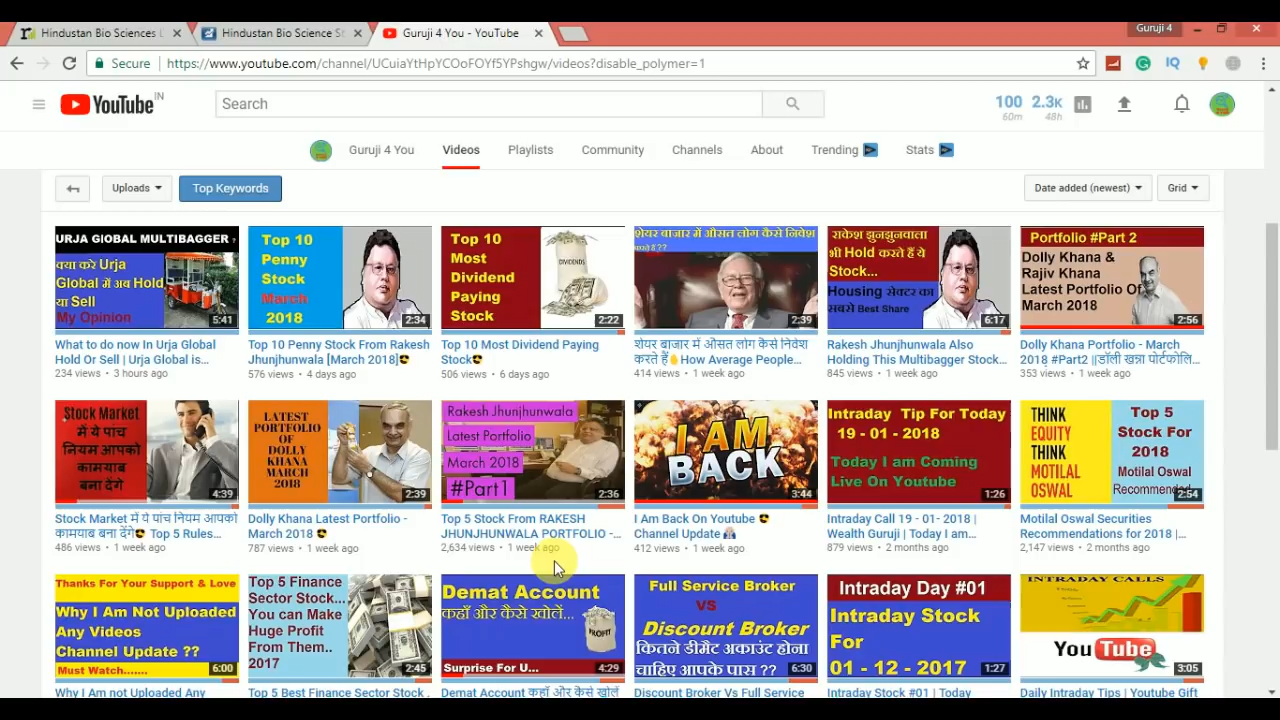 Hindustan Bio Sciences L
Hindustan Bio Science St
Guruji 4 You - YouTube
Guruji 4
Secure
https://www.youtube.com/channel/UCuiaYtHpYCOoFOYf5YPshgw/videos?disable_polymer=1
YouTube IN
Search
100 2.3K
60m 48h
Guruji 4 You Videos Playlists Community Channels About Trending Stats
Uploads Top Keywords Date added (newest) Grid
URJA GLOBAL MULTIBAGGER ?
क्या करे Urja
Global में अब Hold
या Sell
My Opinion
5:41
Top 10
Penny
Stock
March
2018
2:34
Top 10
Most
Dividend
Paying
Stock
DIVIDENDS
2:22
शेयर बाजार में औसत लोग कैसे निवेश
करते हैं??
2:39
राकेश झुनझुनवाला
भी Hold करते हैं ये
Stock...
Housing सेक्टर का
सबसे Best Share
6:17
Portfolio #Part 2
Dolly Khana &
Rajiv Khana
Latest Portfolio Of
March 2018
2:56
What to do now In Urja Global
Hold Or Sell | Urja Global is...
234 views • 3 hours ago
Top 10 Penny Stock From Rakesh
Jhunjhunwala [March 2018]
576 views • 4 days ago
Top 10 Most Dividend Paying
Stock
506 views • 6 days ago
शेयर बाजार में औसत लोग कैसे निवेश
करते हैं How Average People...
414 views • 1 week ago
Rakesh Jhunjhunwala Also
Holding This Multibagger Stock...
845 views • 1 week ago
Dolly Khana Portfolio - March
2018 #Part2 ||डॉली खन्ना पोर्टफोलि...
353 views • 1 week ago
Stock Market
में ये पांच
नियम आपको
कामयाब
बना देंगे
4:39
LATEST
PORTFOLIO
OF
DOLLY
KHANA
MARCH
2018
2:39
Rakesh Jhunjhunwala
Latest Portfolio
March 2018
#Part1
2:36
I AM
BACK
3:44
Intraday Tip For Today
19 - 01 - 2018
Today I am Coming
Live On Youtube
1:26
THINK
EQUITY
THINK
MOTILAL
OSWAL
Top 5
Stock For
2018
Motilal Oswal
Recommended
2:54
Stock Market में ये पांच नियम आपको
कामयाब बना देंगे Top 5 Rules...
486 views • 1 week ago
Dolly Khana Latest Portfolio -
March 2018
787 views • 1 week ago
Top 5 Stock From RAKESH
JHUNJHUNWALA PORTFOLIO -...
2,634 views • 1 week ago
I Am Back On Youtube
Channel Update
412 views • 1 week ago
Intraday Call 19 - 01- 2018 |
Wealth Guruji | Today I am...
879 views • 2 months ago
Motilal Oswal Securities
Recommendations for 2018 |...
2,147 views • 2 months ago
Thanks For Your Support & Love
Why I Am Not Uploaded
Any Videos
Channel Update ??
Must Watch.......
6:00
Top 5 Finance
Sector Stock...
You can Make
Huge Profit
From Them..
2017
2:45
Demat Account
कहाँ और कैसे खोलें...
PROFIT
Surprise For U...
4:29
Full Service Broker
VS
Discount Broker
कितने डीमैट अकाउंट होना
चाहिए आपके पास ??
6:30
Intraday Day #01
Intraday Stock
For
01 - 12 - 2017
1:27
INTRADAY CALLS
YouTube
3:05
Why I Am not Uploaded Any
Top 5 Best Finance Sector Stock
Demat Account कहाँ और कैसे खोलें
Discount Broker Vs Full Service
Intraday Stock #01 | Today
Daily Intraday Tips | Youtube Gift